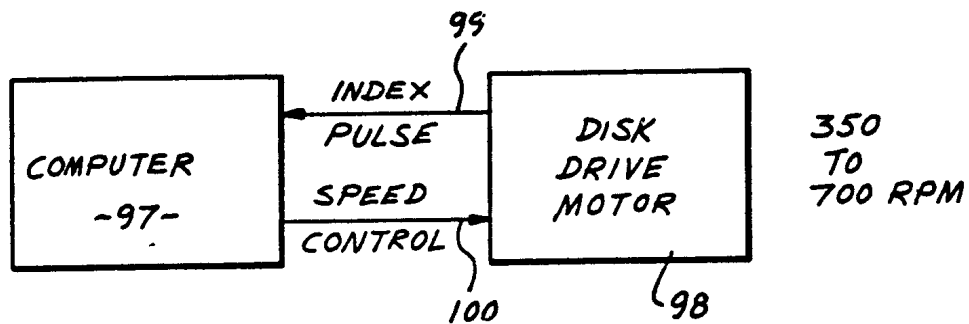 99
INDEX
PULSE
COMPUTER
-97-
SPEED
CONTROL
DISK
DRIVE
MOTOR
350
TO
700 RPM
100
98